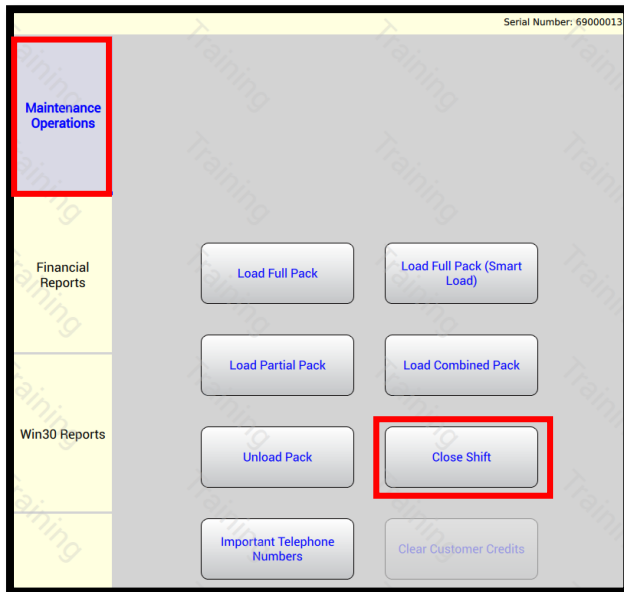 Serial Number: 69000013
Maintenance
Operations
Financial
Reports
Win30 Reports
Load Full Pack
Load Full Pack (Smart
Load)
Load Partial Pack
Load Combined Pack
Unload Pack
Close Shift
Important Telephone
Numbers
Clear Customer Credits
Training